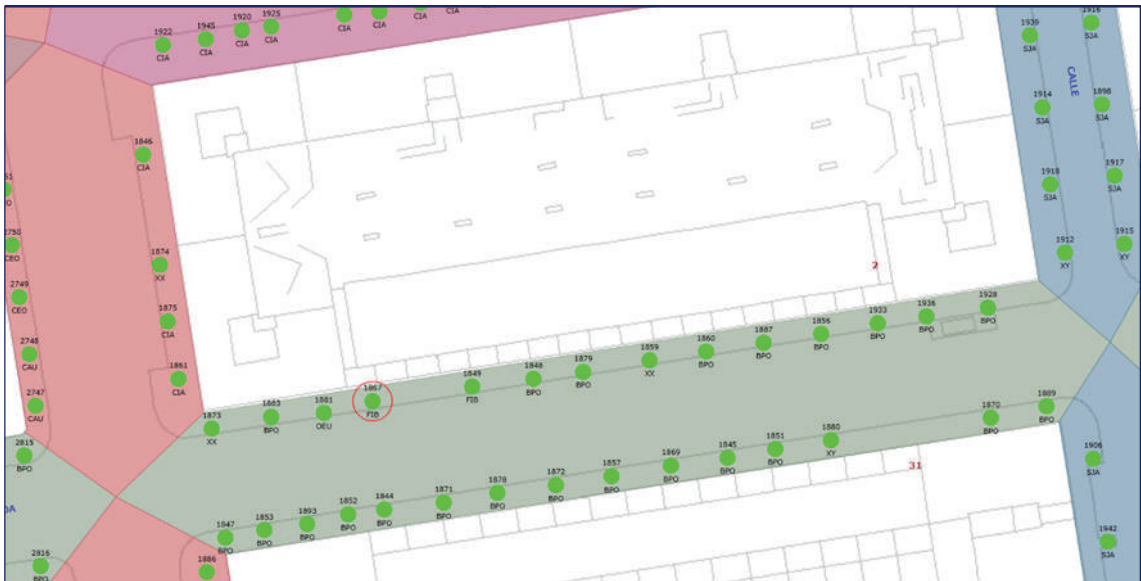 1922
CIA
1945
CIA
1920
CIA
1925
CIA
CIA
CIA
CIA
1939
SJA
1916
SJA
CALLE
1914
SJA
1898
SJA
1846
CIA
1918
SJA
1917
SJA
1912
XY
1915
XY
2750
CEO
1874
XX
2749
CEO
1875
CIA
2748
CAU
1861
CIA
2747
CAU
2
1928
BPO
1936
BPO
1933
BPO
1856
BPO
1887
BPO
1860
BPO
1859
XX
1879
BPO
1848
BPO
1849
FIB
1867
FIB
1881
OEU
1883
BPO
1873
XX
2815
BPO
1889
BPO
1870
BPO
1880
XY
1851
BPO
1845
BPO
1869
BPO
1857
BPO
1872
BPO
1878
BPO
1871
BPO
1844
BPO
1852
BPO
1893
BPO
1853
BPO
1847
BPO
31
1906
SJA
1942
SJA
DA
2816
BPO
1886